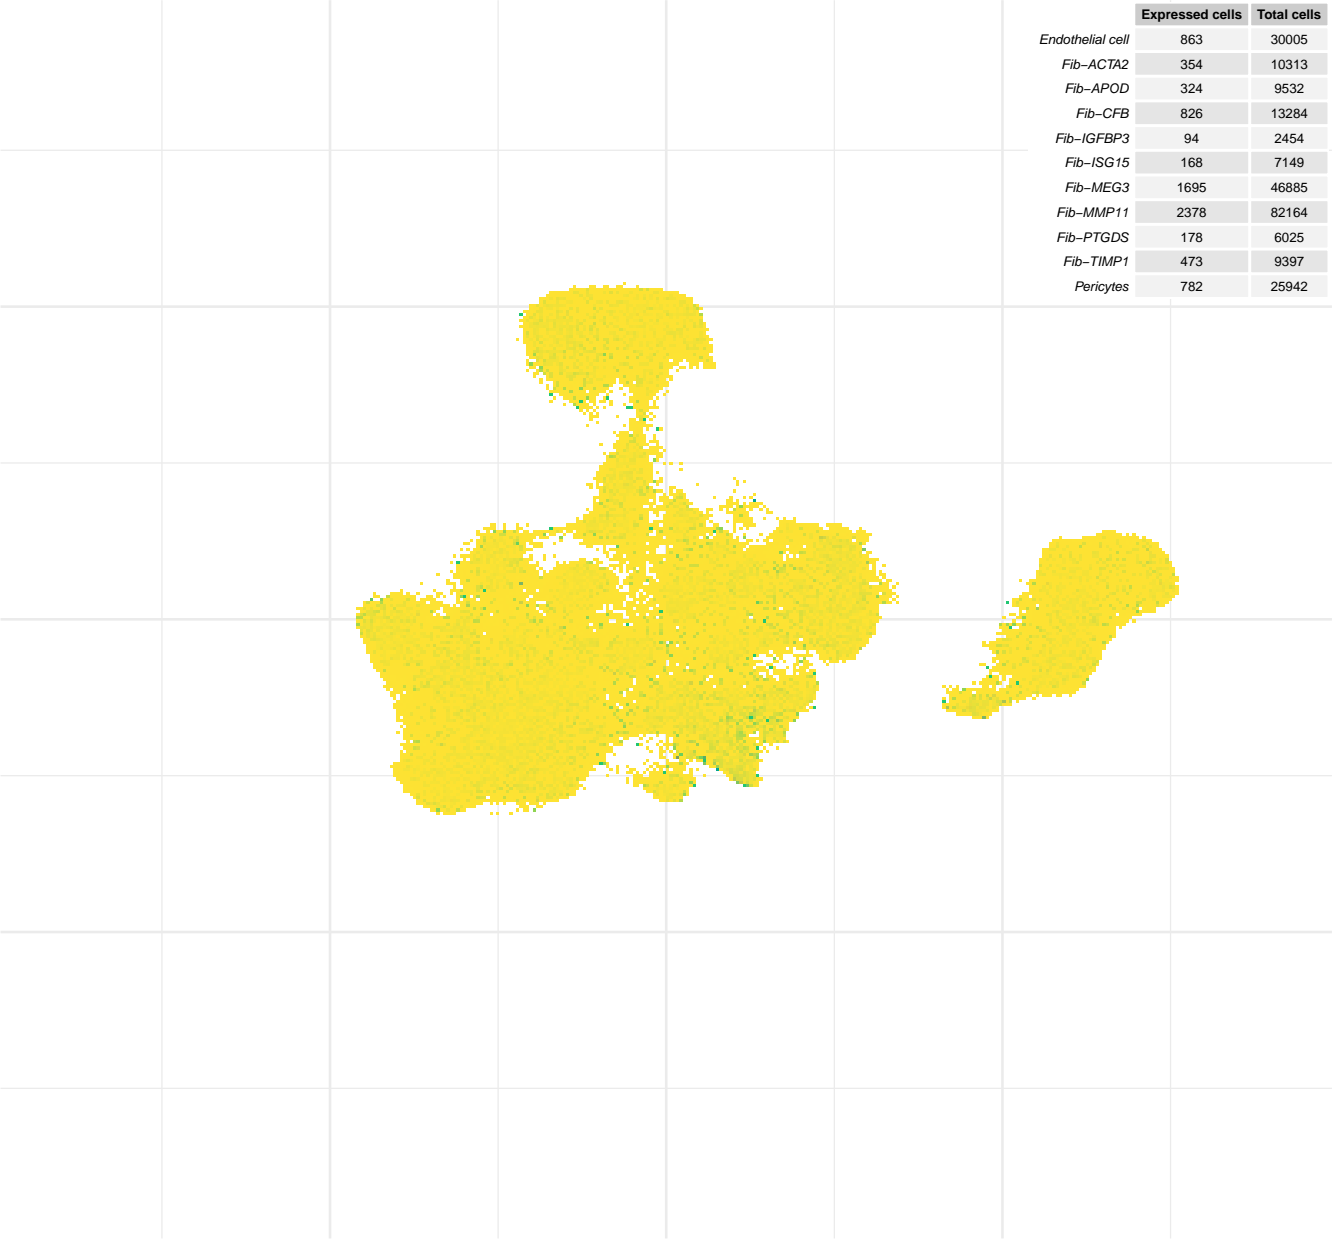 Expressed cells Total cells
Endothelial cell 863 30005
Fib−ACTA2 354 10313
Fib−APOD 324 9532
Fib−CFB 826 13284
Fib−IGFBP3 94 2454
Fib−ISG15 168 7149
Fib−MEG3 1695 46885
Fib−MMP11 2378 82164
Fib−PTGDS 178 6025
Fib−TIMP1 473 9397
Pericytes 782 25942